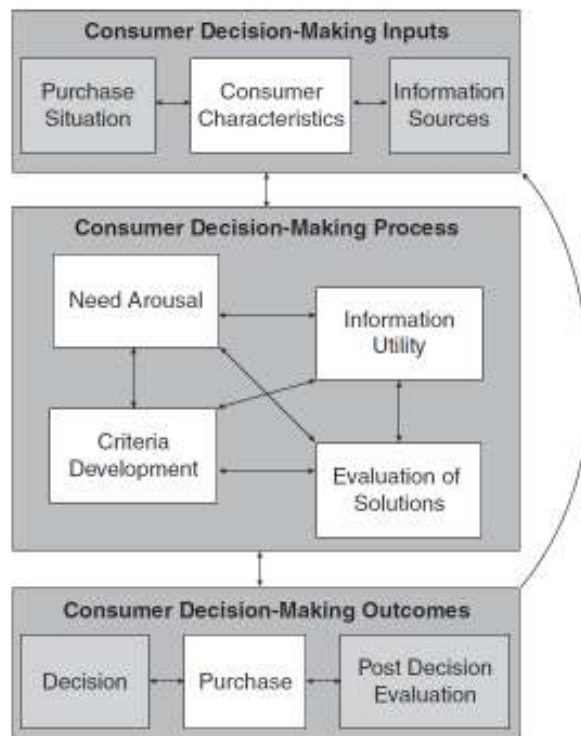 Consumer Decision-Making Inputs
Purchase
Situation
Consumer
Characteristics
Information
Sources
Consumer Decision-Making Process
Need Arousal
Information
Utility
Criteria
Development
Evaluation of
Solutions
Consumer Decision-Making Outcomes
Decision
Purchase
Post Decision
Evaluation